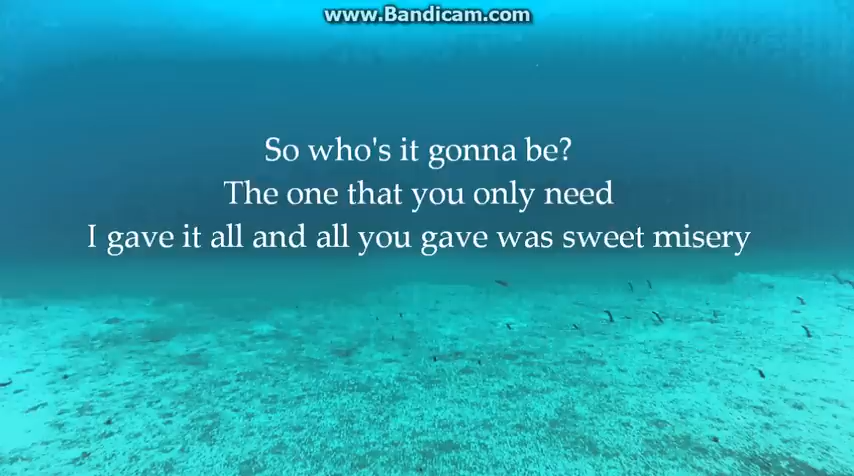 www.Bandicam.com
So who's it gonna be?
The one that you only need
I gave it all and all you gave was sweet misery